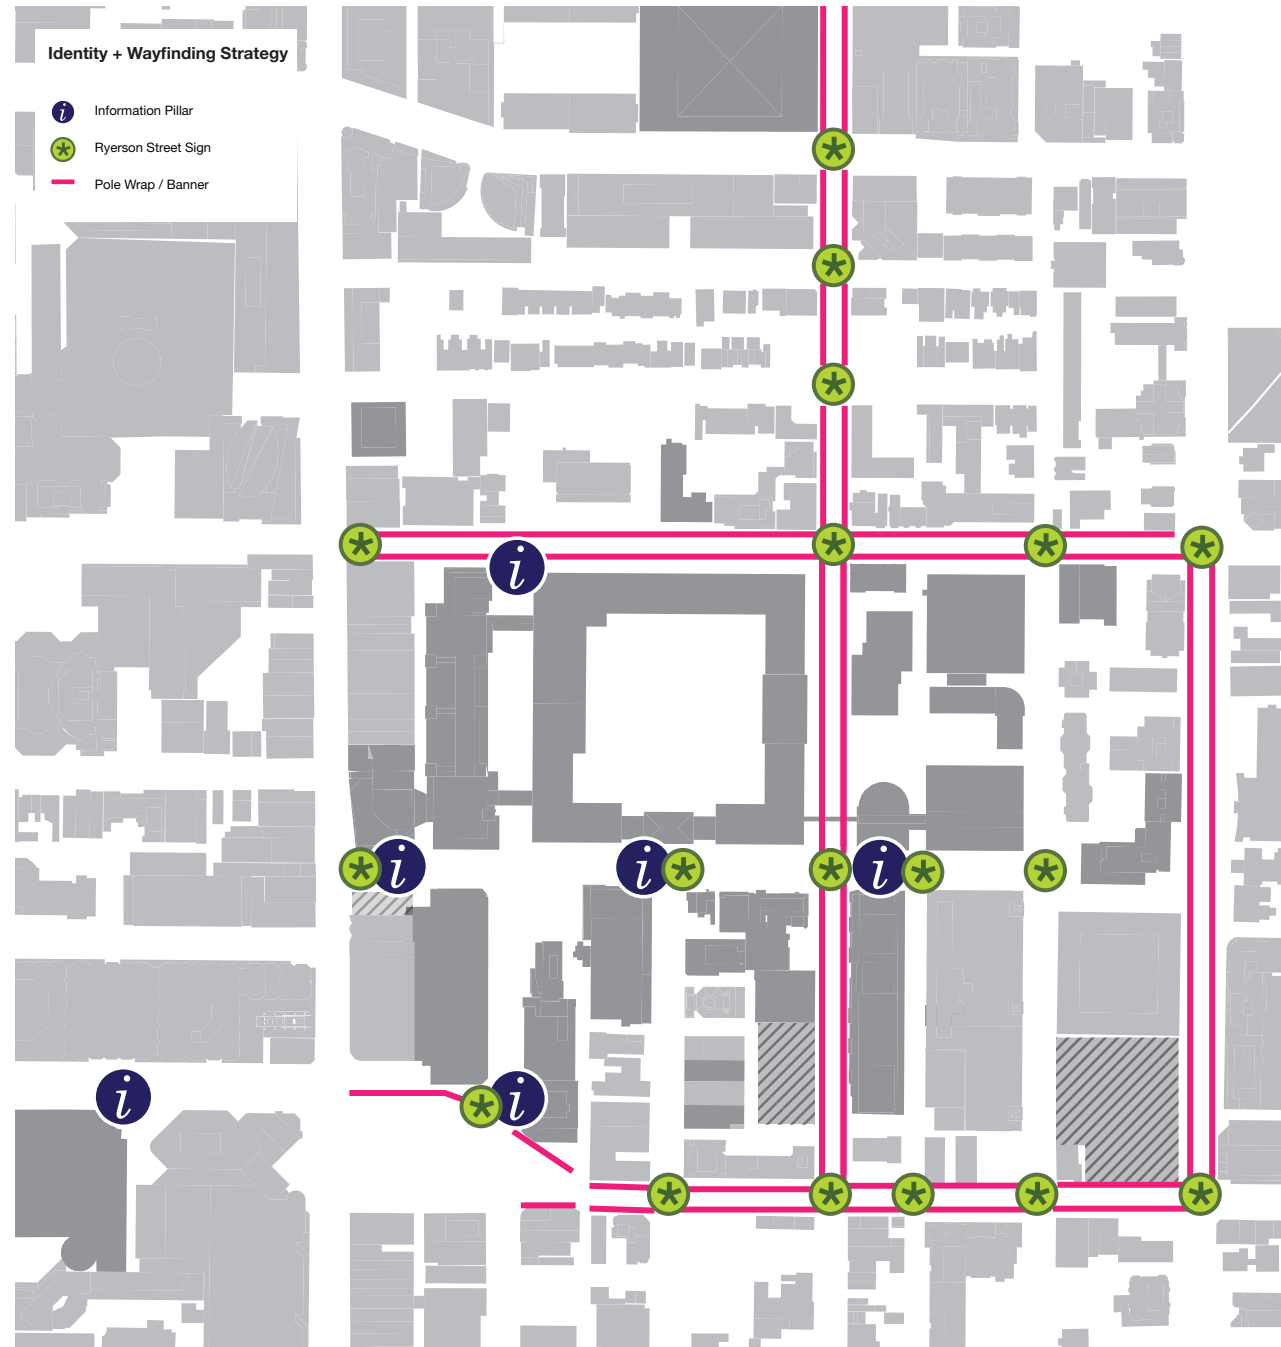 Identity + Wayfinding Strategy
i Information Pillar
* Ryerson Street Sign
Pole Wrap / Banner
*
*
*
* * * *
i
* i i * * i * *
i * i
* * * * *